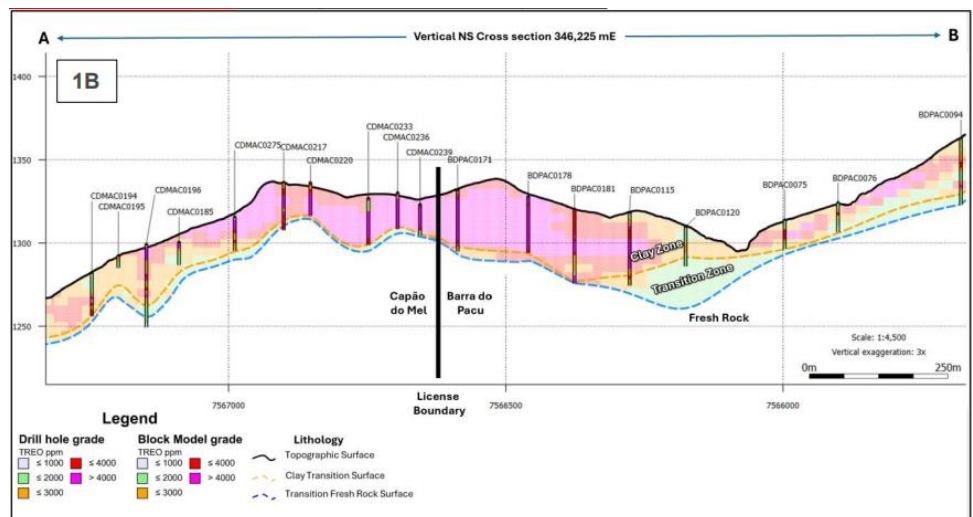 A
Vertical NS Cross section 346,225 mE
B
1B
1400
1350
1300
1250
CDMAC0194
CDMAC0195
CDMAC0196
CDMAC0185
CDMAC0275
CDMAC0217
CDMAC0220
CDMAC0233
CDMAC0236
CDMAC0239
BDPAC0171
BDPAC0178
BDPAC0181
BDPAC0115
BDPAC0120
BDPAC0075
BDPAC0076
BDPAC0094
Clay Zone
Transition Zone
Fresh Rock
Capão
do Mel
Barra do
Pacu
Scale: 1:4,500
Vertical exaggeration: 3x
0m
250m
License
Boundary
7567000
7566500
7566000
Legend
Drill hole grade
TREO ppm
≤ 1000
≤ 4000
≤ 2000
> 4000
≤ 3000
Block Model grade
TREO ppm
≤ 1000
≤ 4000
≤ 2000
> 4000
≤ 3000
Lithology
Topographic Surface
Clay Transition Surface
Transition Fresh Rock Surface